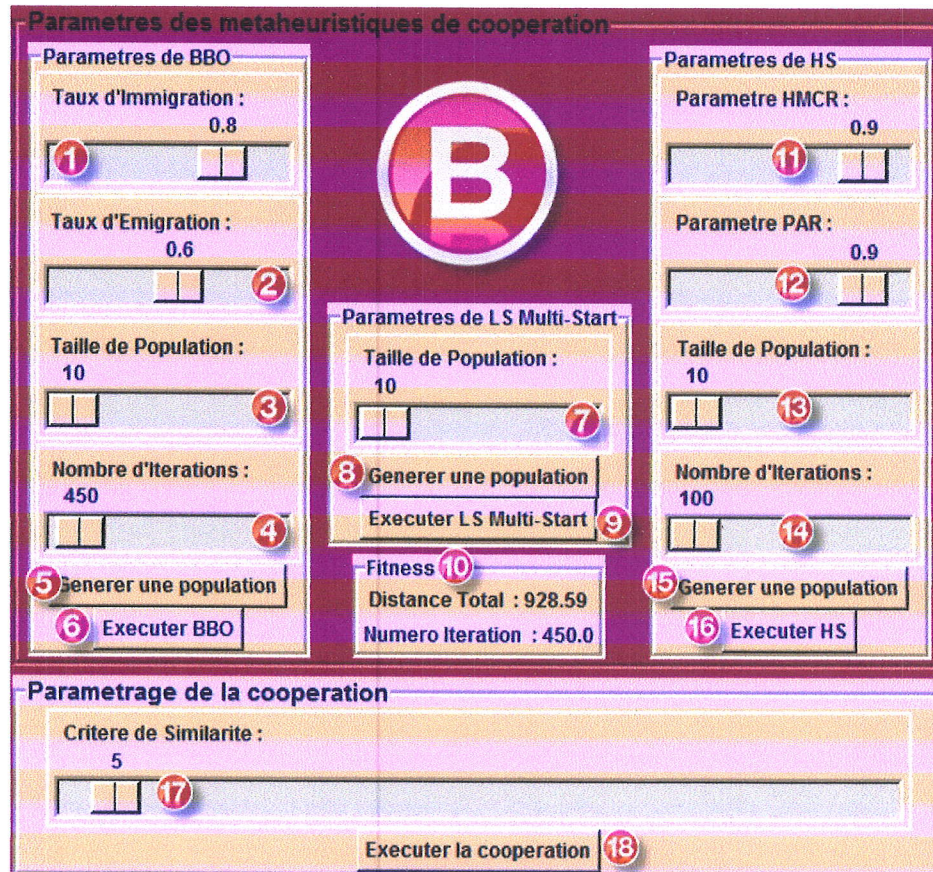 Parametres des metaheuristiques de cooperation
Parametres de BBO
Taux d'Immigration :
0.8
1
Taux d'Emigration :
0.6
2
Taille de Population :
10
3
Nombre d'Iterations :
450
4
5 Generer une population
6 Executer BBO
B
Parametres de LS Multi-Start
Taille de Population :
10
7
8 Generer une population
Executer LS Multi-Start 9
Fitness 10
Distance Total : 928.59
Numero Iteration : 450.0
Parametres de HS
Parametre HMCR :
0.9
11
Parametre PAR :
0.9
12
Taille de Population :
10
13
Nombre d'Iterations :
100
14
15 Generer une population
16 Executer HS
Parametrage de la cooperation
Critere de Similarite :
5
17
Executer la cooperation 18